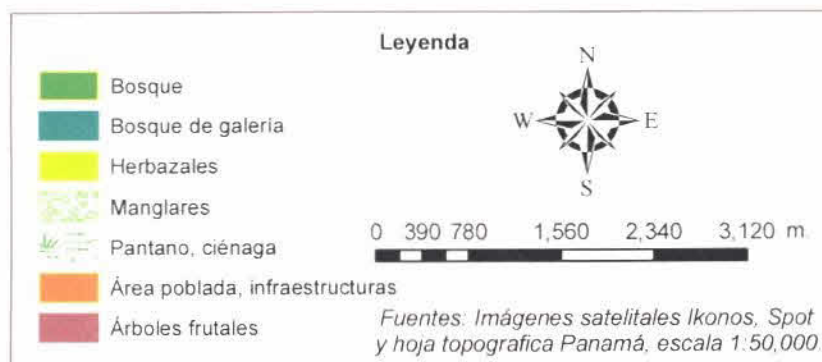 Leyenda
Bosque
Bosque de galería
Herbazales
Manglares
Pantano, ciénaga
Área poblada, infraestructuras
Árboles frutales
N
W E
S
0 390 780 1,560 2,340 3,120 m.
Fuentes: Imágenes satelitales Ikonos, Spot
y hoja topografica Panamá, escala 1:50,000.